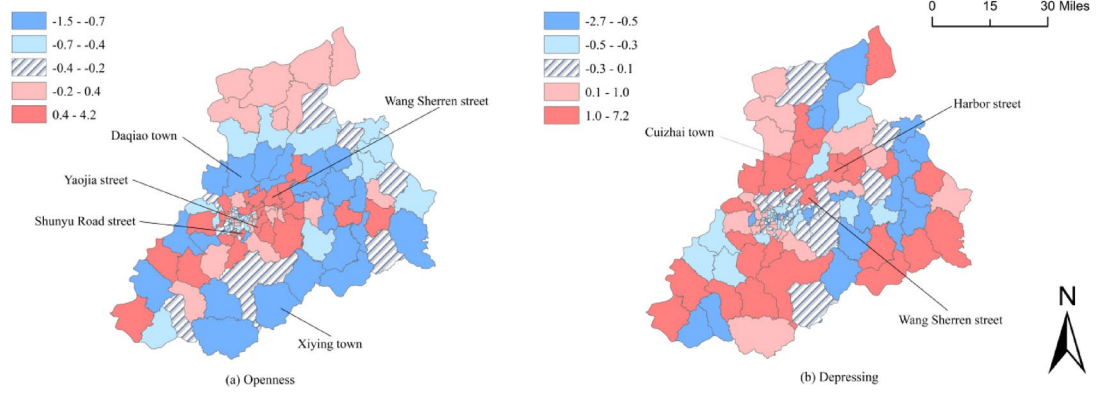 -1.5 - -0.7
-0.7 - -0.4
-0.4 - -0.2
-0.2 - 0.4
0.4 - 4.2
Wang Sherren street
Daqiao town
Yaojia street
Shunyu Road street
Xiying town
(a) Openness
-2.7 - -0.5
-0.5 - -0.3
-0.3 - 0.1
0.1 - 1.0
1.0 - 7.2
0 15 30 Miles
Harbor street
Cuizhai town
Wang Sherren street
(b) Depressing
N